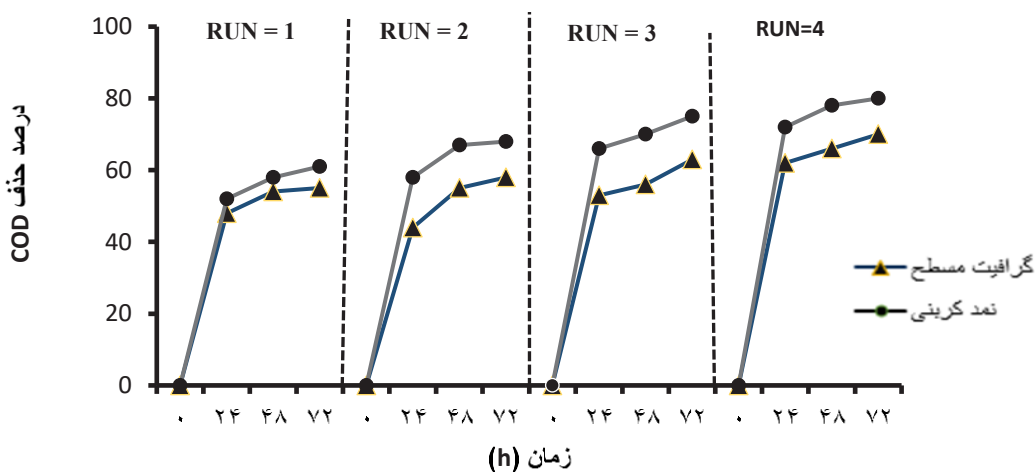 RUN = 1 RUN = 2 RUN = 3 RUN=4
درصد حذف COD
100
80
60
40
20
0
گرافیت مسطح
نمد کربنی
۰ ۲۴ ۴۸ ۷۲ ۰ ۲۴ ۴۸ ۷۲ ۰ ۲۴ ۴۸ ۷۲ ۰ ۲۴ ۴۸ ۷۲
زمان (h)